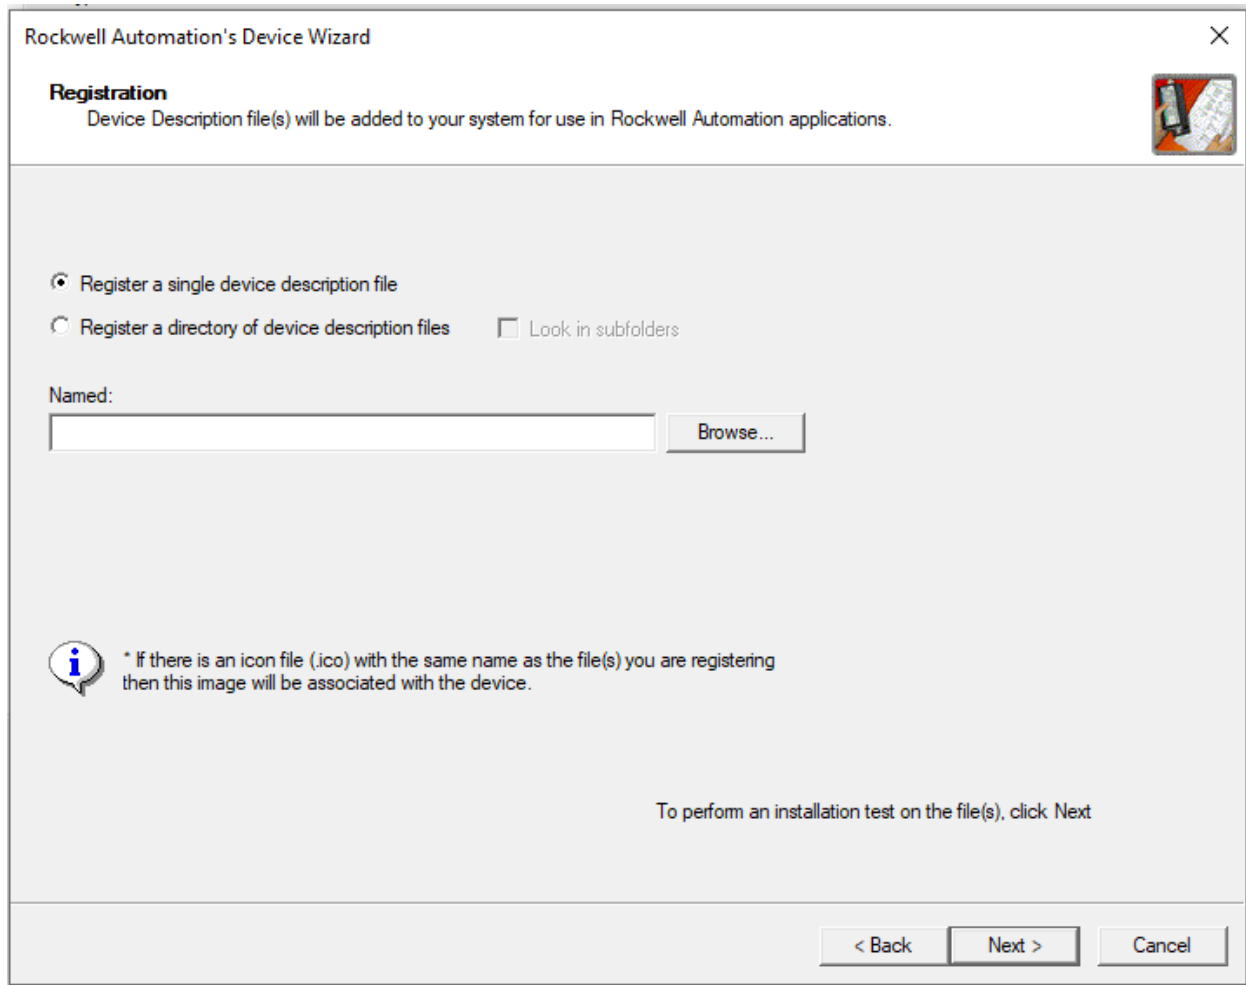 Rockwell Automation's Device Wizard
Registration
Device Description file(s) will be added to your system for use in Rockwell Automation applications.
Register a single device description file
Register a directory of device description files Look in subfolders
Named:
Browse...
* If there is an icon file (.ico) with the same name as the file(s) you are registering
then this image will be associated with the device.
To perform an installation test on the file(s), click Next
< Back Next > Cancel